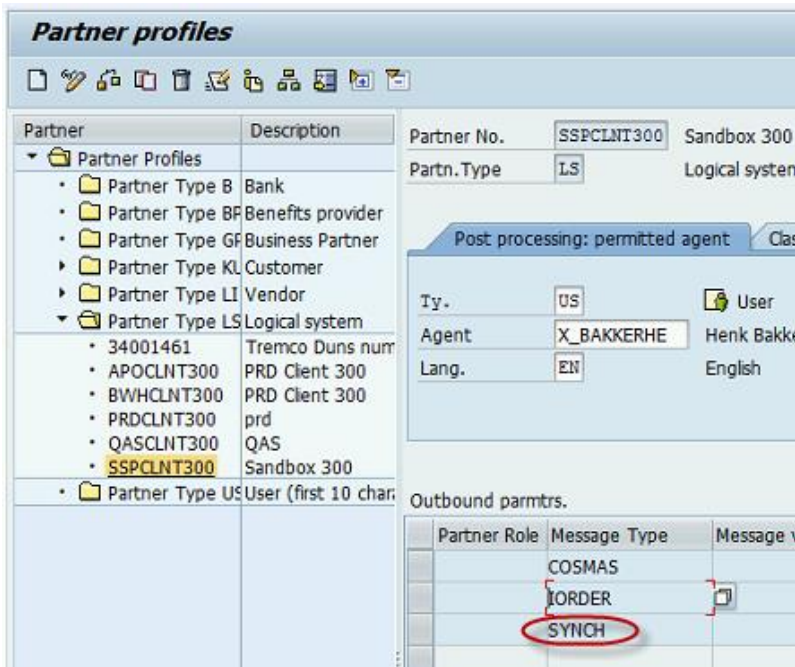 Partner profiles
Partner Description
Partner Profiles
Partner Type B Bank
Partner Type BP Benefits provider
Partner Type GP Business Partner
Partner Type KU Customer
Partner Type LI Vendor
Partner Type LS Logical system
34001461 Tremco Duns num
APOCLNT300 PRD Client 300
BWHCLNT300 PRD Client 300
PRDCLNT300 prd
QASCLNT300 QAS
SSPCLNT300 Sandbox 300
Partner Type US User (first 10 char
Partner No. SSPCLNT300 Sandbox 300
Partn.Type LS Logical system
Post processing: permitted agent Clas
Ty. US User
Agent X_BAKKERHE Henk Bakke
Lang. EN English
Outbound parmtrs.
Partner Role Message Type Message v
COSMAS
IORDER
SYNCH